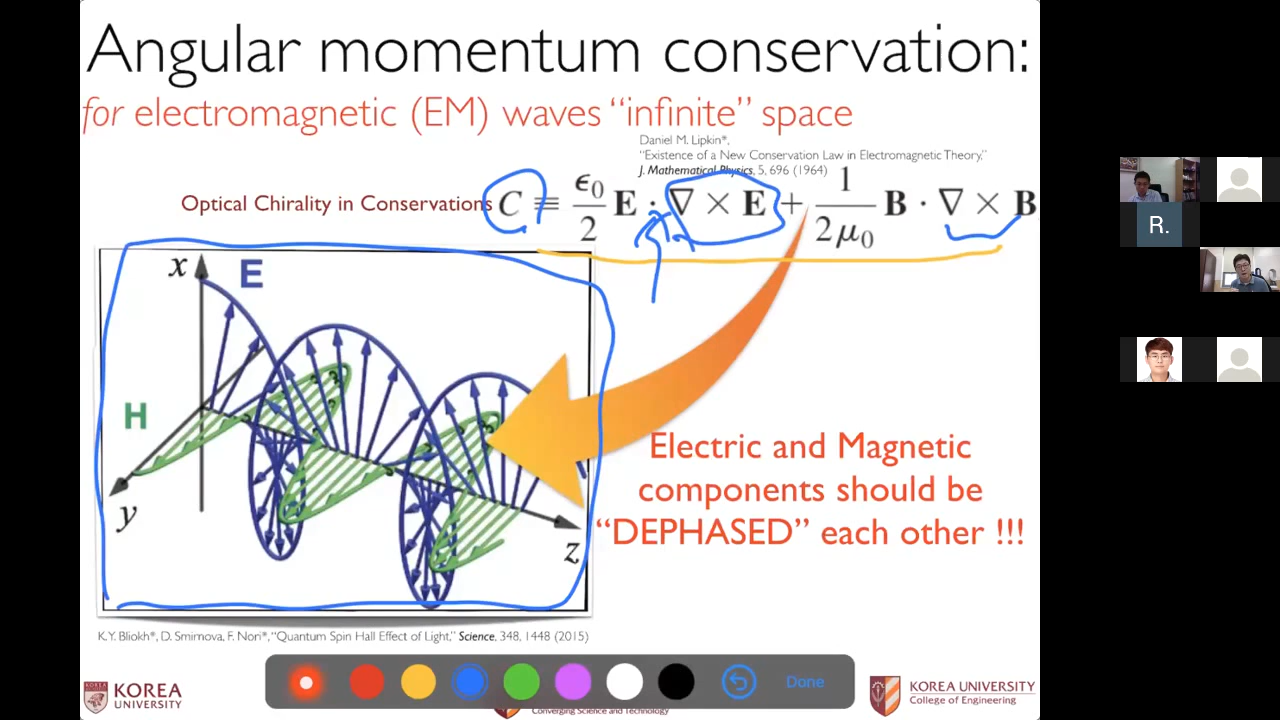 Angular momentum conservation:
for electromagnetic (EM) waves “infinite” space
Daniel M. Lipkin*,
“Existence of a New Conservation Law in Electromagnetic Theory,”
J. Mathematical Physics, 5, 696 (1964)
Optical Chirality in Conservations
C ≡ ϵ₀/2 E · ∇ × E + 1/2μ₀ B · ∇ × B
R.
x
E
H
y
z
Electric and Magnetic
components should be
“DEPHASED” each other !!!
K.Y. Bliokh*, D. Smirnova, F. Nori*, “Quantum Spin Hall Effect of Light,” Science, 348, 1448 (2015)
Done
KOREA
UNIVERSITY
Converging Science and Technology
KOREA UNIVERSITY
College of Engineering